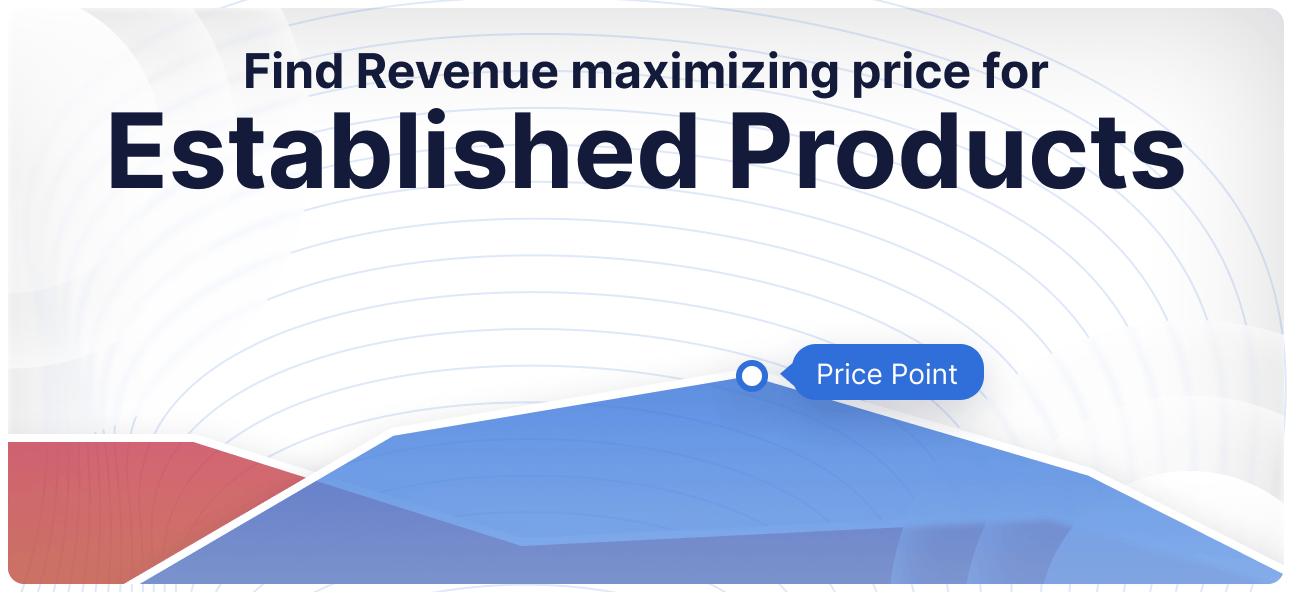 Find Revenue maximizing price for
Established Products
Price Point